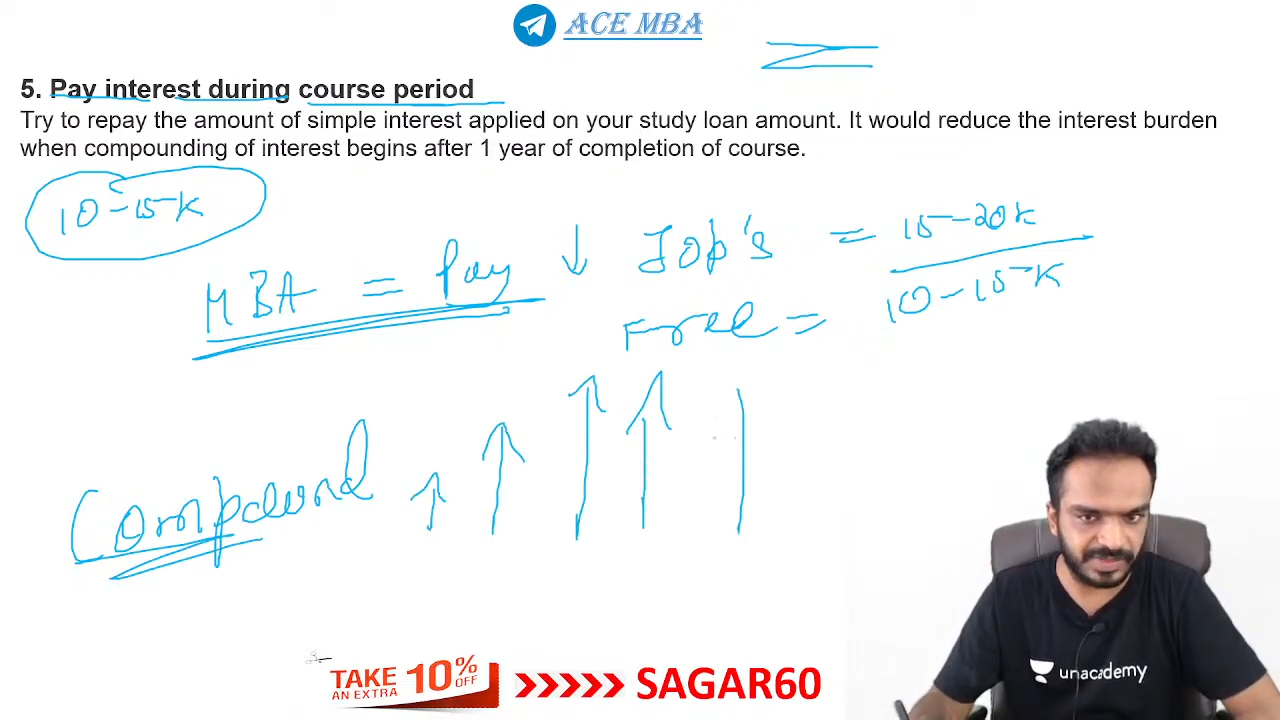 ACE MBA
5. Pay interest during course period
Try to repay the amount of simple interest applied on your study loan amount. It would reduce the interest burden
when compounding of interest begins after 1 year of completion of course.
10-15K
MBA = Pay ↓ Job's = 15-20K
Free = 10-15K
Compound
TAKE 10% OFF
AN EXTRA
>>>>> SAGAR60
unacademy